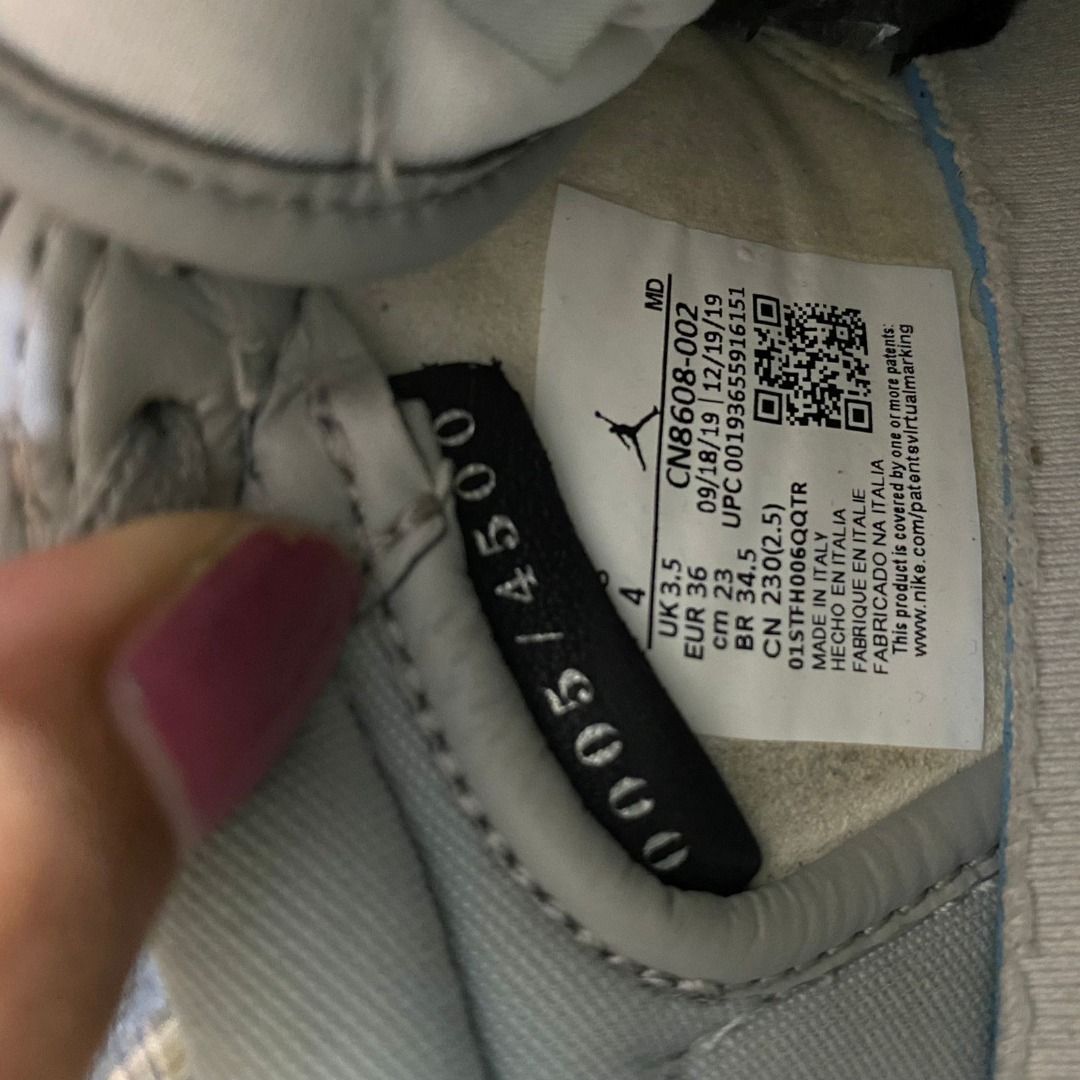 4
MD
UK 3.5
EUR 36
cm 23
BR 34.5
CN 230(2.5)
CN8608-002
09/18/19 | 12/19/19
UPC 00193655916151
01STFH006QQTR
MADE IN ITALY
HECHO EN ITALIA
FABRIQUE EN ITALIE
FABRICADO NA ITALIA
This product is covered by one or more patents:
www.nike.com/patentsvirtualmarking
00005/4500